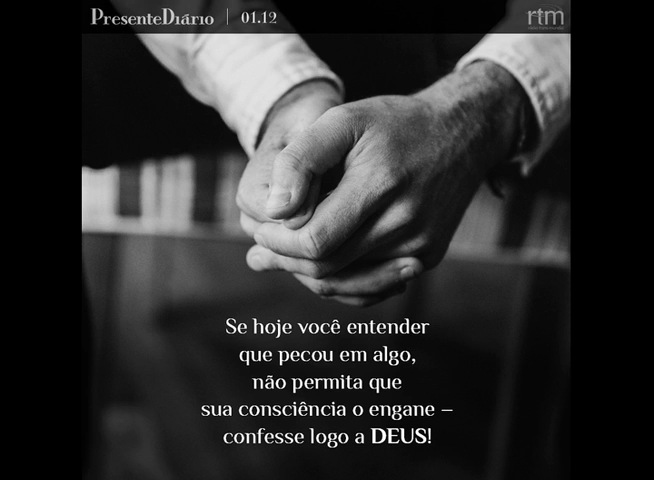 PresenteDiário | 01.12
rtm
Se hoje você entender
que pecou em algo,
não permita que
sua consciência o engane –
confesse logo a DEUS!